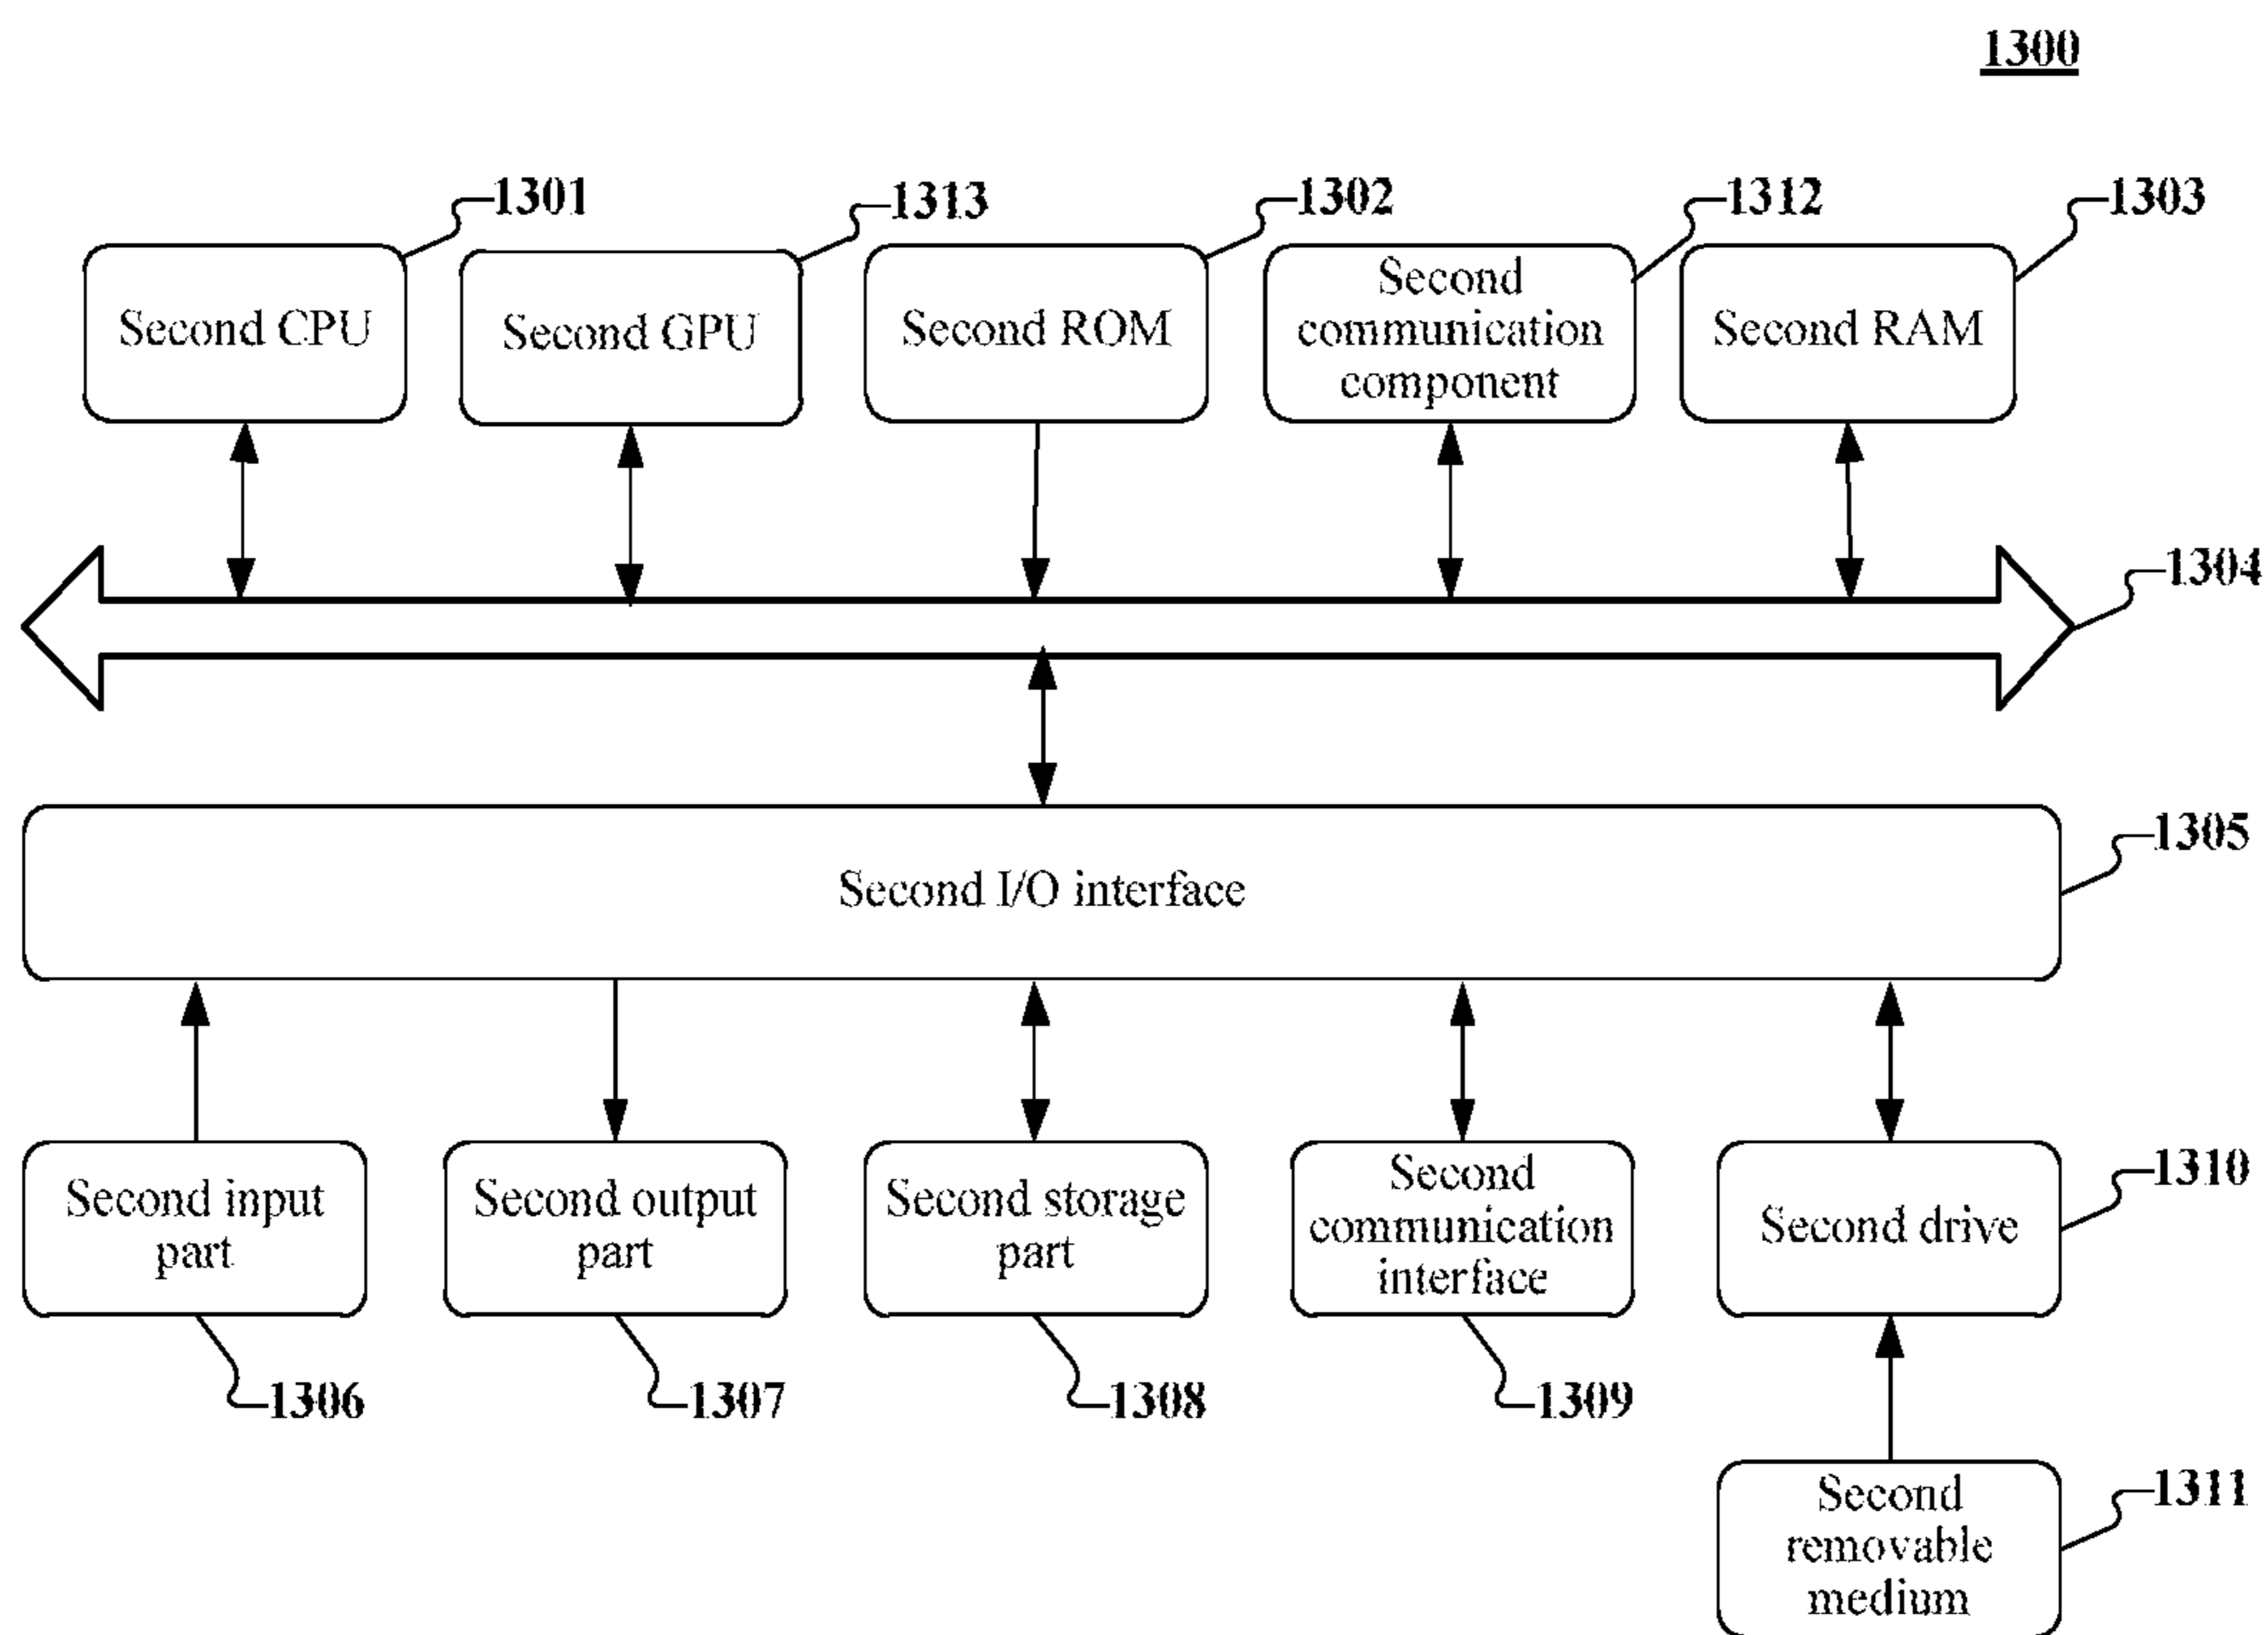 1300
1301
1313
1302
1312
1303
Second CPU
Second GPU
Second ROM
Second
communication
component
Second RAM
1304
1305
Second I/O interface
Second input
part
Second output
part
Second storage
part
Second
communication
interface
Second drive
1310
1306
1307
1308
1309
Second
removable
medium
1311